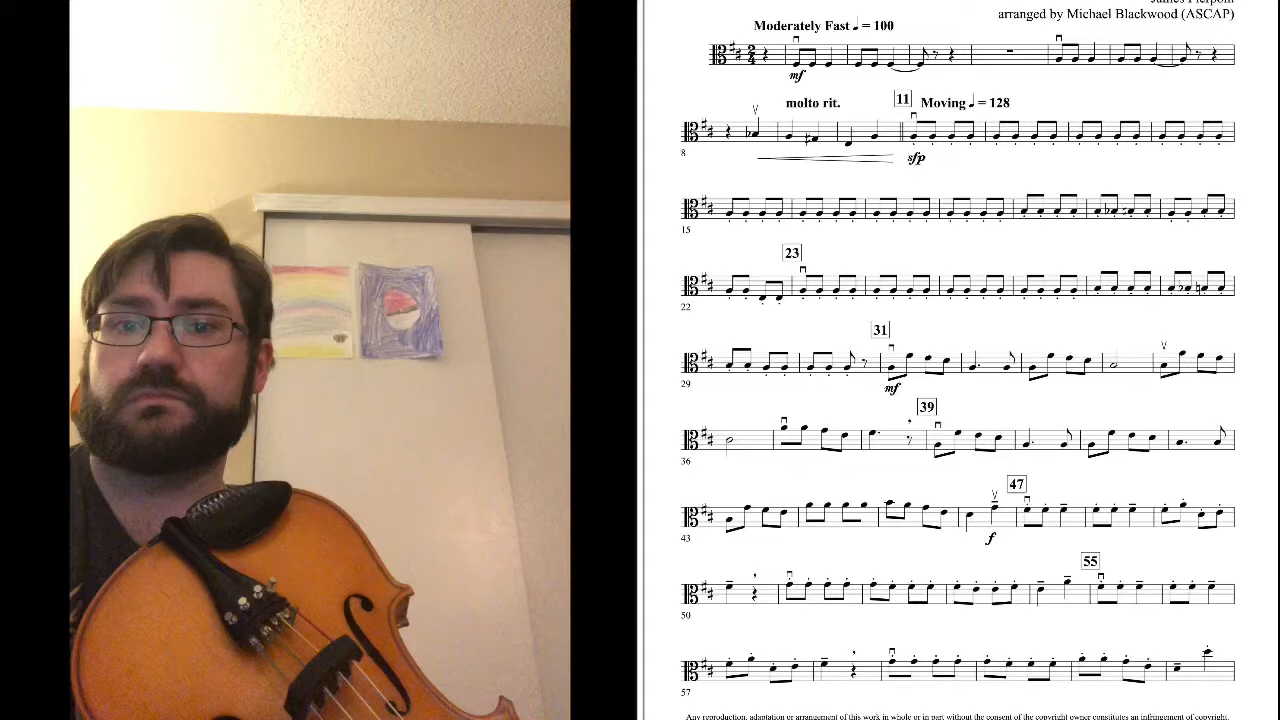 arranged by Michael Blackwood (ASCAP)
Moderately Fast ♩ = 100
2
4
mf
molto rit.
11
Moving ♩ = 128
8
sfp
15
23
22
31
29
mf
39
36
47
43
f
55
50
57
Any reproduction, adaptation or arrangement of this work in whole or in part without the consent of the copyright owner constitutes an infringement of copyright.